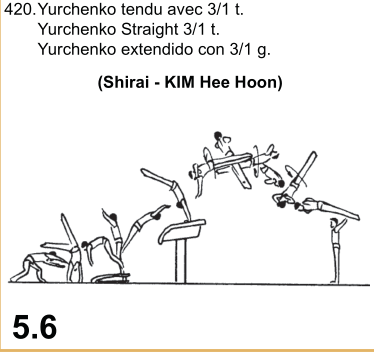 420.Yurchenko tendu avec 3/1 t.
Yurchenko Straight 3/1 t.
Yurchenko extendido con 3/1 g.
(Shirai - KIM Hee Hoon)
5.6